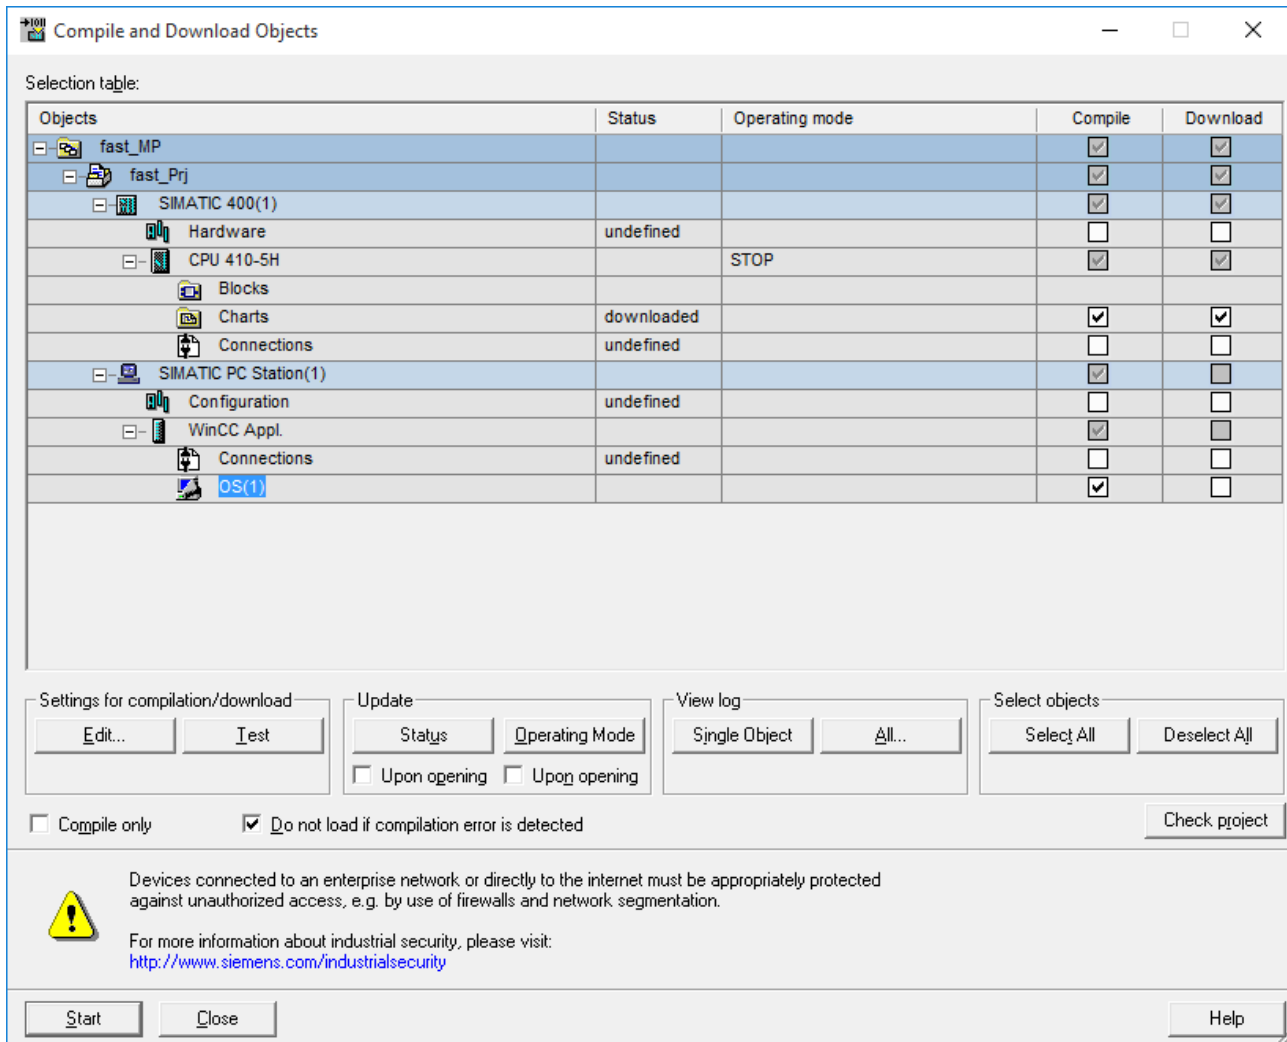 Compile and Download Objects
Selection table:
Objects Status Operating mode Compile Download
fast_MP
fast_Prj
SIMATIC 400(1)
Hardware undefined
CPU 410-5H STOP
Blocks
Charts downloaded
Connections undefined
SIMATIC PC Station(1)
Configuration undefined
WinCC Appl.
Connections undefined
OS(1)
Settings for compilation/download Update View log Select objects
Edit... Test Status Operating Mode Single Object All... Select All Deselect All
Upon opening Upon opening
Compile only Do not load if compilation error is detected Check project
Devices connected to an enterprise network or directly to the internet must be appropriately protected
against unauthorized access, e.g. by use of firewalls and network segmentation.
For more information about industrial security, please visit:
http://www.siemens.com/industrialsecurity
Start Close Help